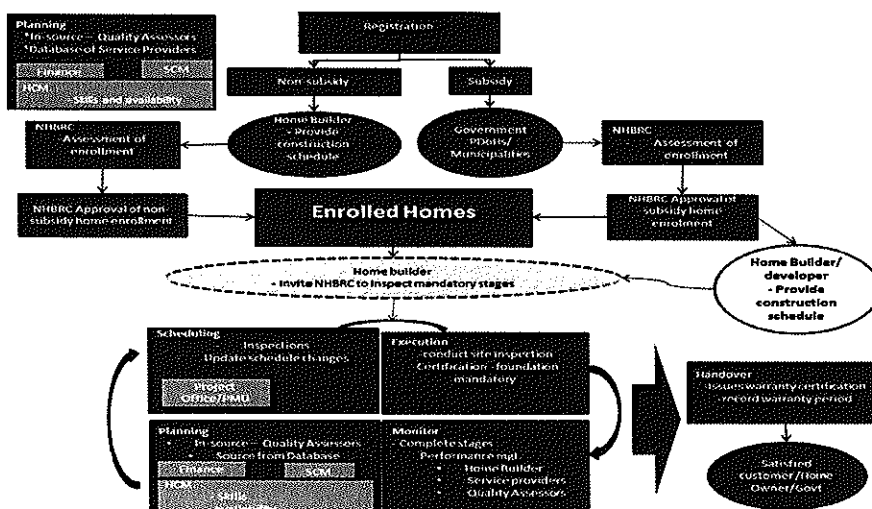 Planning
*In-source – Quality Assessors
*Database of Service Providers
Finance
SCM
HCM
- Skills and availability
Registration
Non-subsidy
Subsidy
NHBRC
- Assessment of
enrollment
Home Builder
- Provide
construction
schedule
Government
PDoHs/
Municipalities
NHBRC
- Assessment of
enrollment
NHBRC Approval of non-
subsidy home enrollment
Enrolled Homes
NHBRC Approval of
subsidy home
enrolment
Home builder
- Invite NHBRC to Inspect mandatory stages
Home Builder/
developer
- Provide
construction
schedule
Scheduling
- Inspections
- Update schedule changes
Project
Office/PMU
Execution
-conduct site inspection
Certification -foundation
mandatory
Planning
• In-source – Quality Assessors
• Source from Database
Finance
SCM
HCM
- Skills
Monitor
-Complete stages
Performance mgt.
• Home Builder
• Service providers
• Quality Assessors
Handover
-Issues warranty certification
-record warranty period
Satisfied
customer/Home
Owner/Govt